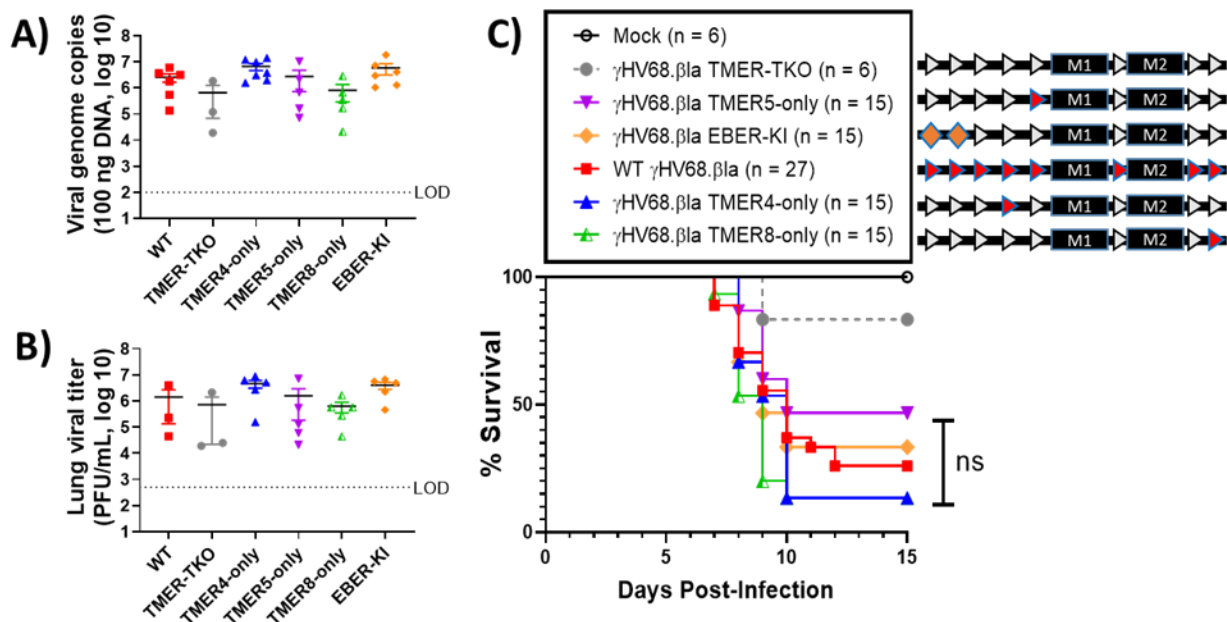 A)
Viral genome copies
(100 ng DNA, log 10)
8
7
6
5
4
3
2
1
LOD
WT
TMER-TKO
TMER4-only
TMER5-only
TMER8-only
EBER-KI
B)
Lung viral titer
(PFU/mL, log 10)
8
7
6
5
4
3
2
1
LOD
WT
TMER-TKO
TMER4-only
TMER5-only
TMER8-only
EBER-KI
C)
Mock (n = 6)
γHV68.βla TMER-TKO (n = 6)
γHV68.βla TMER5-only (n = 15)
γHV68.βla EBER-KI (n = 15)
WT γHV68.βla (n = 27)
γHV68.βla TMER4-only (n = 15)
γHV68.βla TMER8-only (n = 15)
M1 M2
M1 M2
M1 M2
M1 M2
M1 M2
M1 M2
% Survival
100
50
0
0 5 10 15
Days Post-Infection
ns